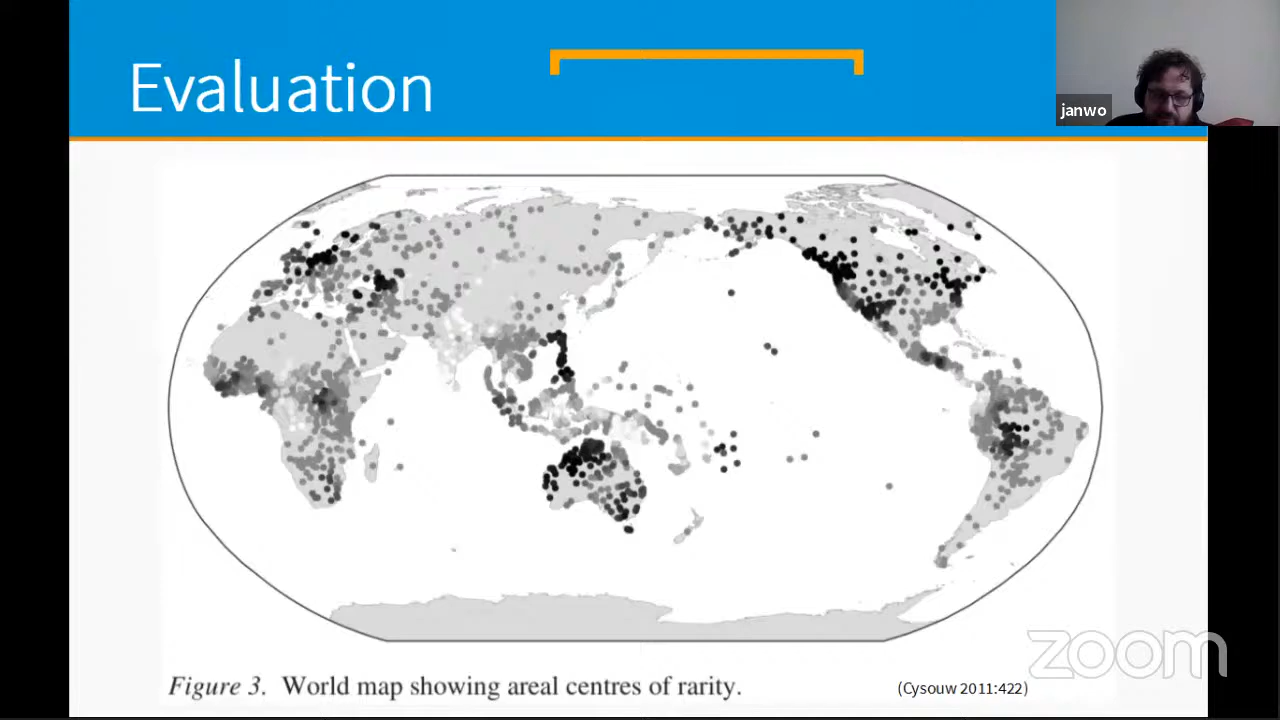 Evaluation
janwo
Figure 3. World map showing areal centres of rarity.
(Cysouw 2011:422)
zoom